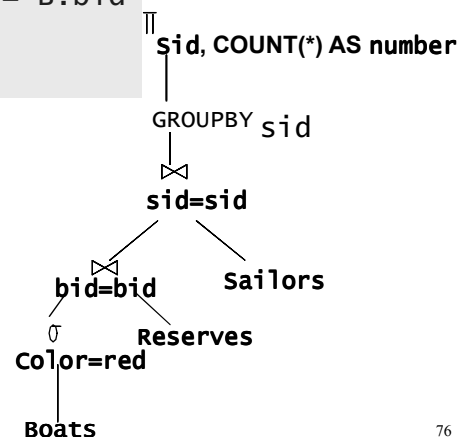 = B.bid
π
Sid, COUNT(*) AS number
GROUPBY sid
⋈
sid=sid
⋈
bid=bid
Sailors
σ
Reserves
Color=red
Boats
76